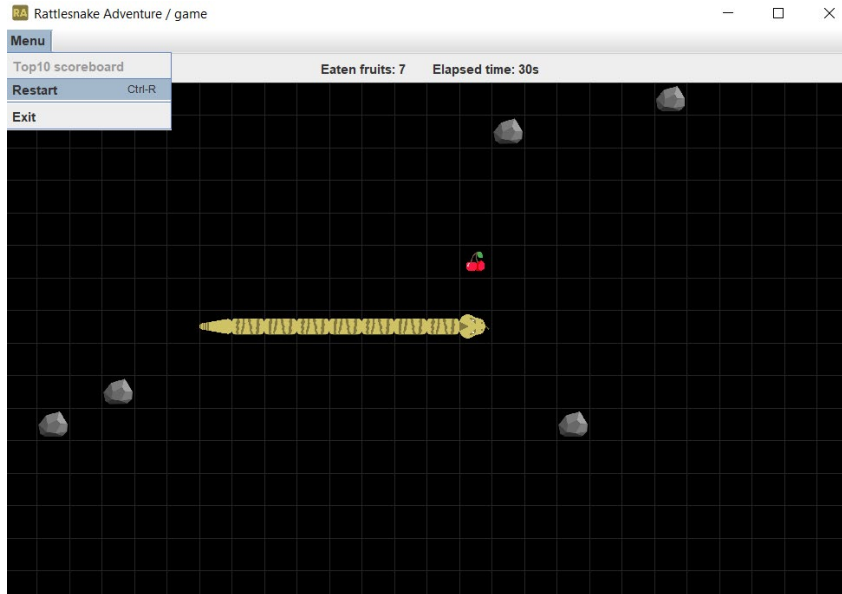 RA Rattlesnake Adventure / game
Menu
Top10 scoreboard
Eaten fruits: 7 Elapsed time: 30s
Restart Ctrl-R
Exit